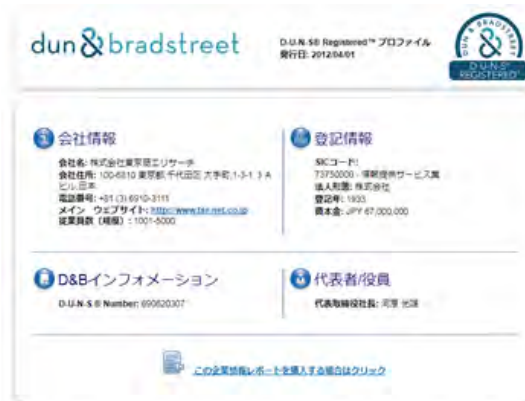 dun & bradstreet
D-U-N-S® Registered™ プロファイル
発行日: 2012/04/01
DUN & BRADSTREET
D-U-N-S®
REGISTERED
会社情報
会社名: 株式会社東京商工リサーチ
会社住所: 100-6810 東京都 千代田区 大手町,1-3-1 J A
ビル,日本
電話番号: +81 (3) 6910-3111
メイン ウェブサイト: http://www.tsr-net.co.jp
従業員数 (規模) : 1001-5000
登記情報
SICコード:
73750000 - 情報提供サービス業
法人形態: 株式会社
登記年: 1933
資本金: JPY 67,000,000
D&Bインフォメーション
D-U-N-S ® Number: 690620307
代表者/役員
代表取締役社長: 河原
この企業情報レポートを購入する場合はクリック